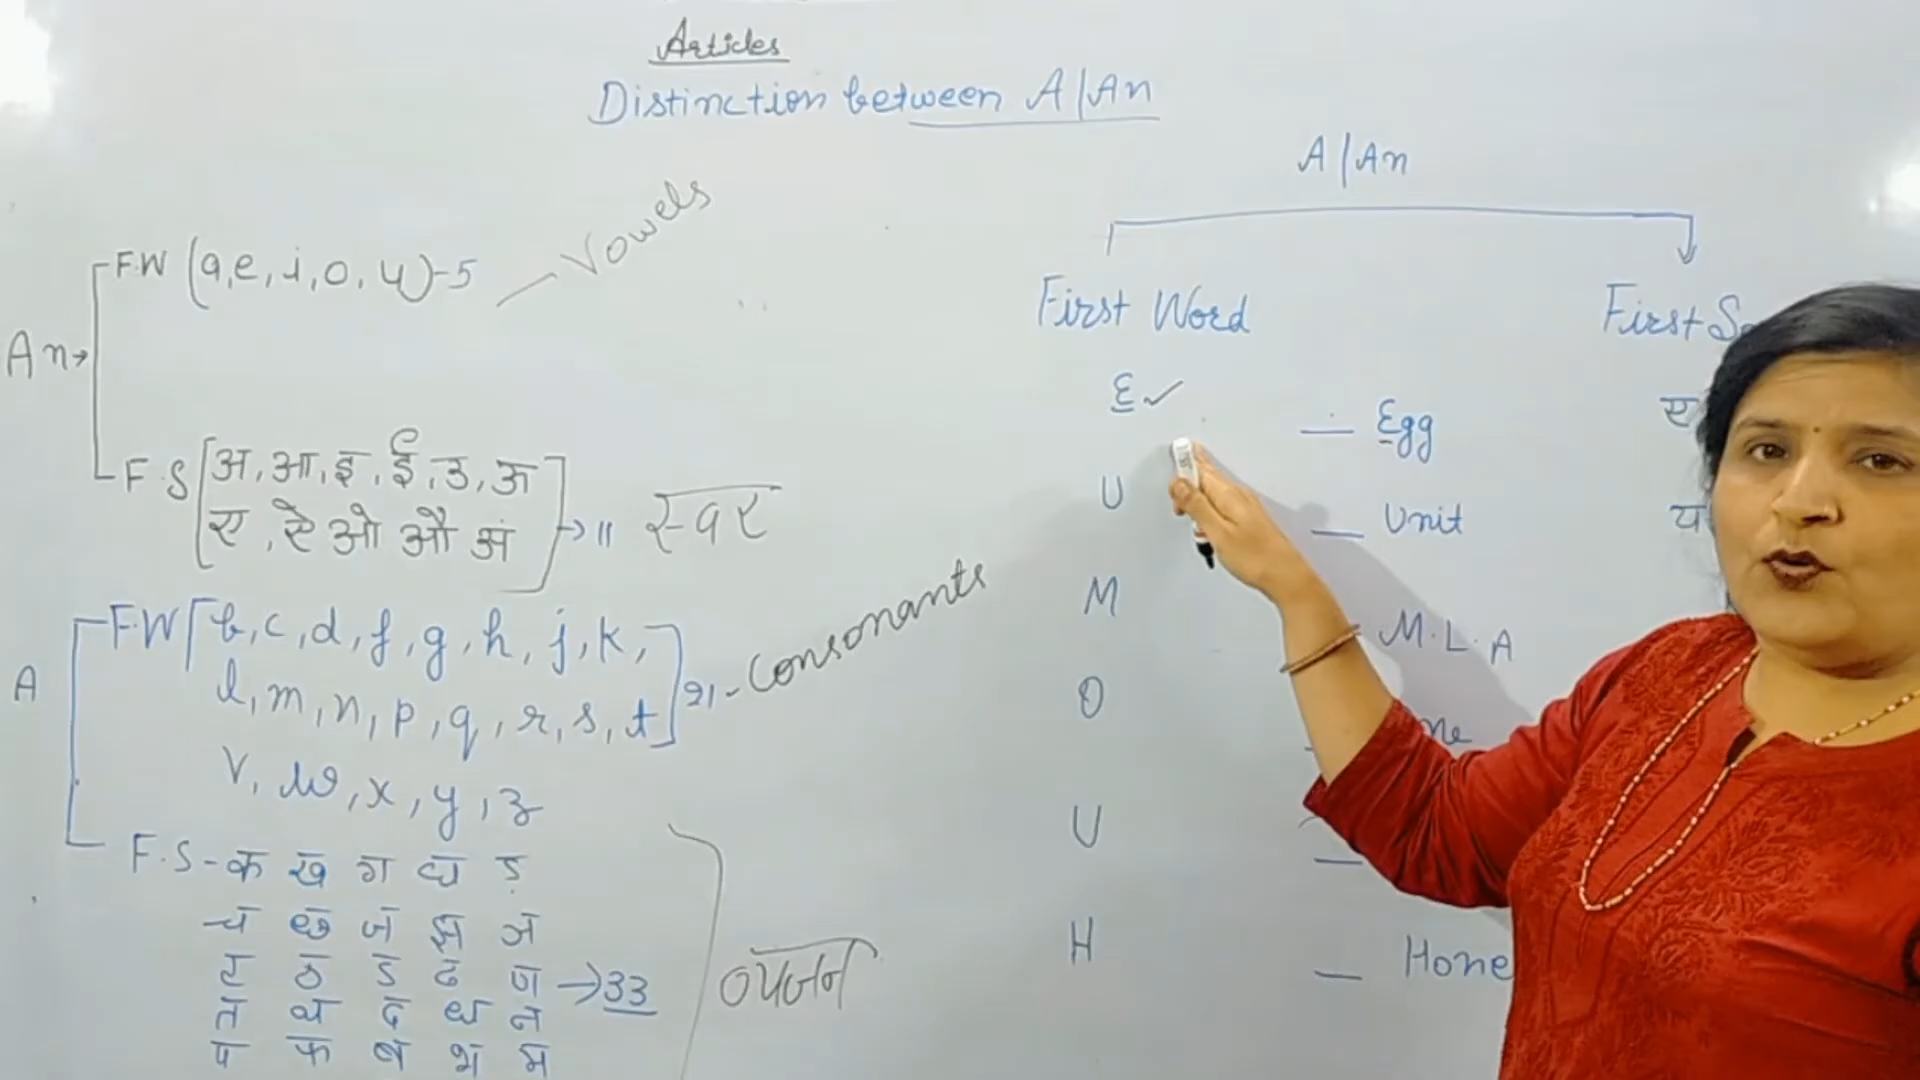 Articles
Distinction between A/An
An→
F.W (a,e,i,o,u)-5
Vowels
F.S [अ,आ,इ,ई,उ,ऊ
ए,ऐ ओ औ अं] → 11 स्वर
A
F.W [b,c,d,f,g,h,j,k,
l,m,n,p,q,r,s,t] 21 - Consonants
v,w,x,y,z
F.S - क ख ग घ ङ
च छ ज झ ञ
ट ठ ड ढ ण → 33
त थ द ध न
प फ ब भ म
A/An
First Word
First S
E ✓ — Egg ए
U — Unit य
M M.L.A
O
U —
H — Hone